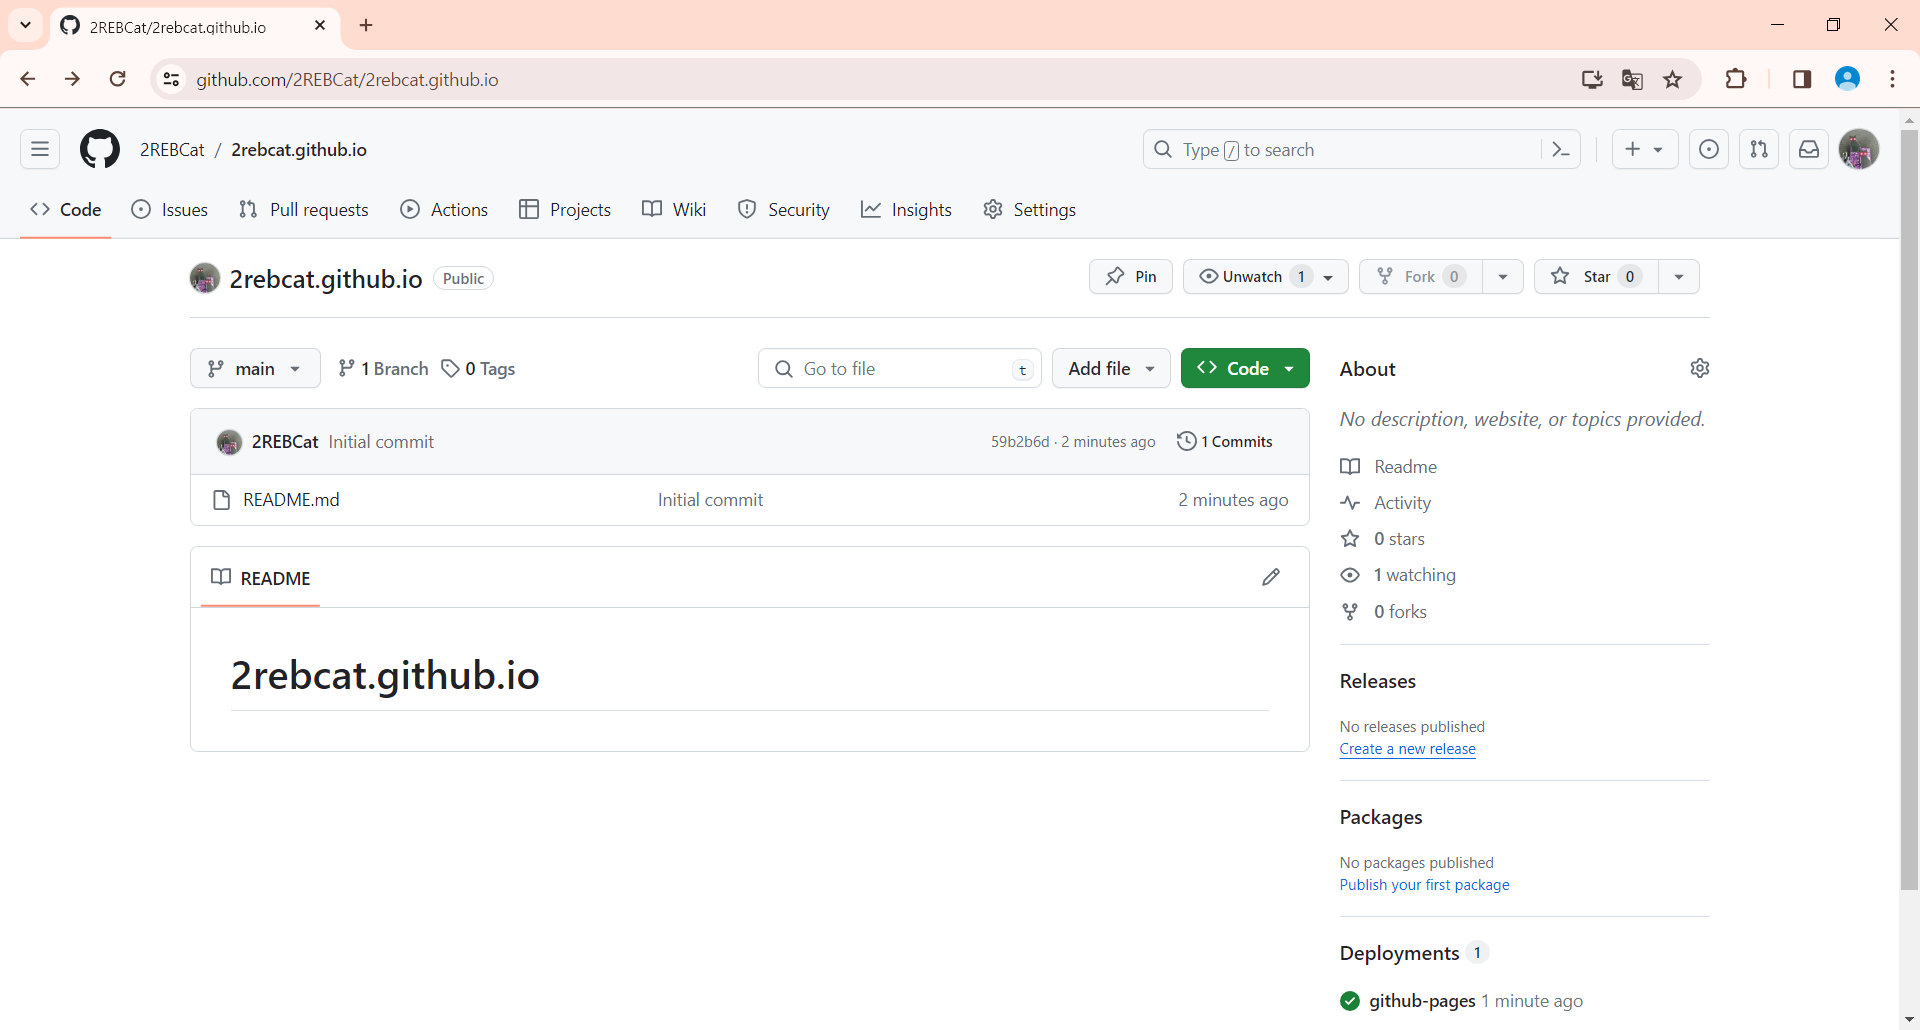 2REBCat/2rebcat.github.io
github.com/2REBCat/2rebcat.github.io
2REBCat / 2rebcat.github.io
Type / to search
Code Issues Pull requests Actions Projects Wiki Security Insights Settings
2rebcat.github.io Public
Pin Unwatch 1 Fork 0 Star 0
main 1 Branch 0 Tags Go to file t Add file Code
2REBCat Initial commit 59b2b6d · 2 minutes ago 1 Commits
README.md Initial commit 2 minutes ago
README
2rebcat.github.io
About
No description, website, or topics provided.
Readme
Activity
0 stars
1 watching
0 forks
Releases
No releases published
Create a new release
Packages
No packages published
Publish your first package
Deployments 1
github-pages 1 minute ago